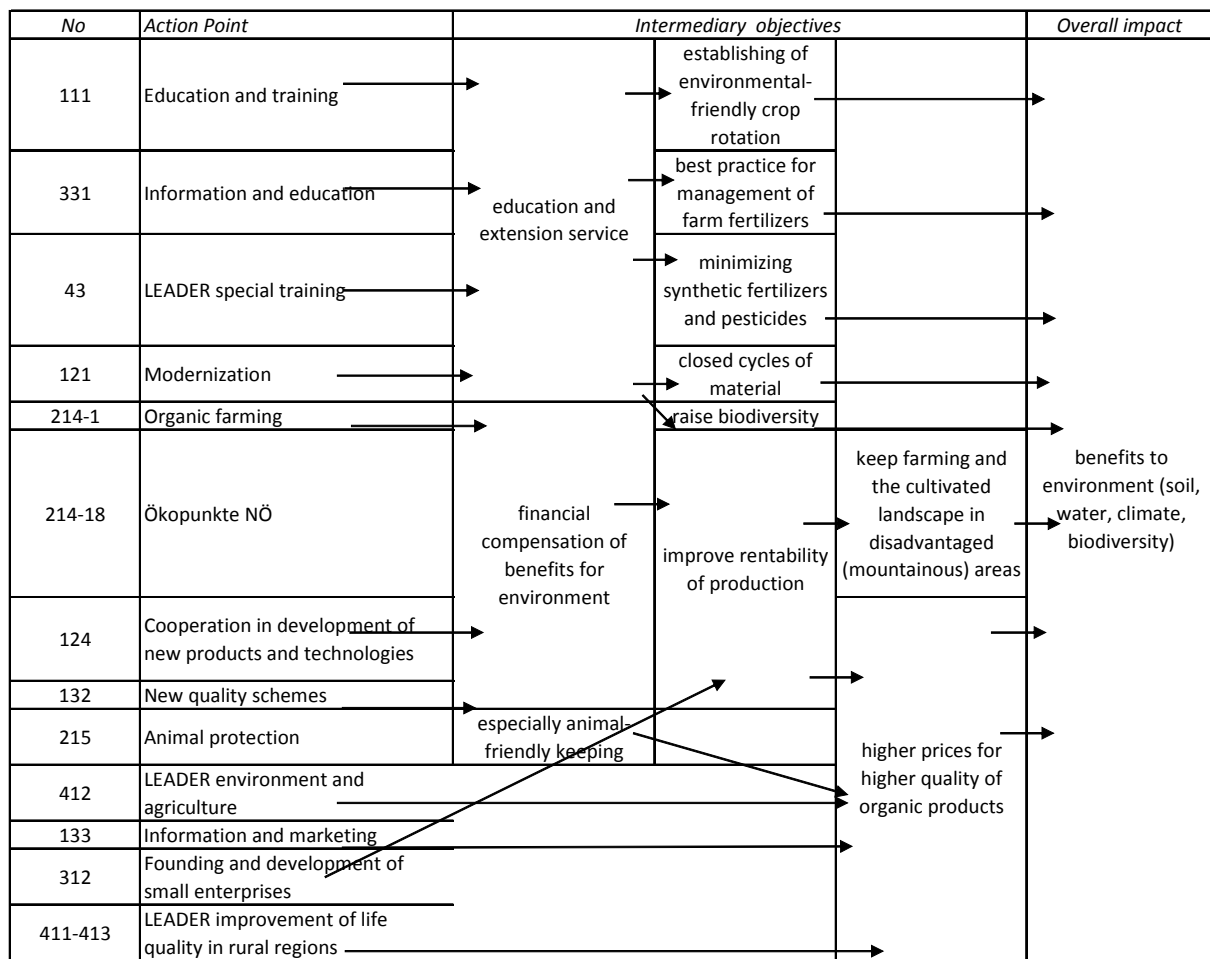 No
Action Point
Intermediary objectives
Overall impact
111
Education and training
establishing of
environmental-
friendly crop
rotation
331
Information and education
best practice for
management of
farm fertilizers
education and
extension service
43
LEADER special training
minimizing
synthetic fertilizers
and pesticides
121
Modernization
closed cycles of
material
214-1
Organic farming
raise biodiversity
214-18
Ökopunkte NÖ
financial
compensation of
benefits for
environment
improve rentability
of production
keep farming and
the cultivated
landscape in
disadvantaged
(mountainous) areas
benefits to
environment (soil,
water, climate,
biodiversity)
124
Cooperation in development of
new products and technologies
132
New quality schemes
215
Animal protection
especially animal-
friendly keeping
higher prices for
higher quality of
organic products
412
LEADER environment and
agriculture
133
Information and marketing
312
Founding and development of
small enterprises
411-413
LEADER improvement of life
quality in rural regions